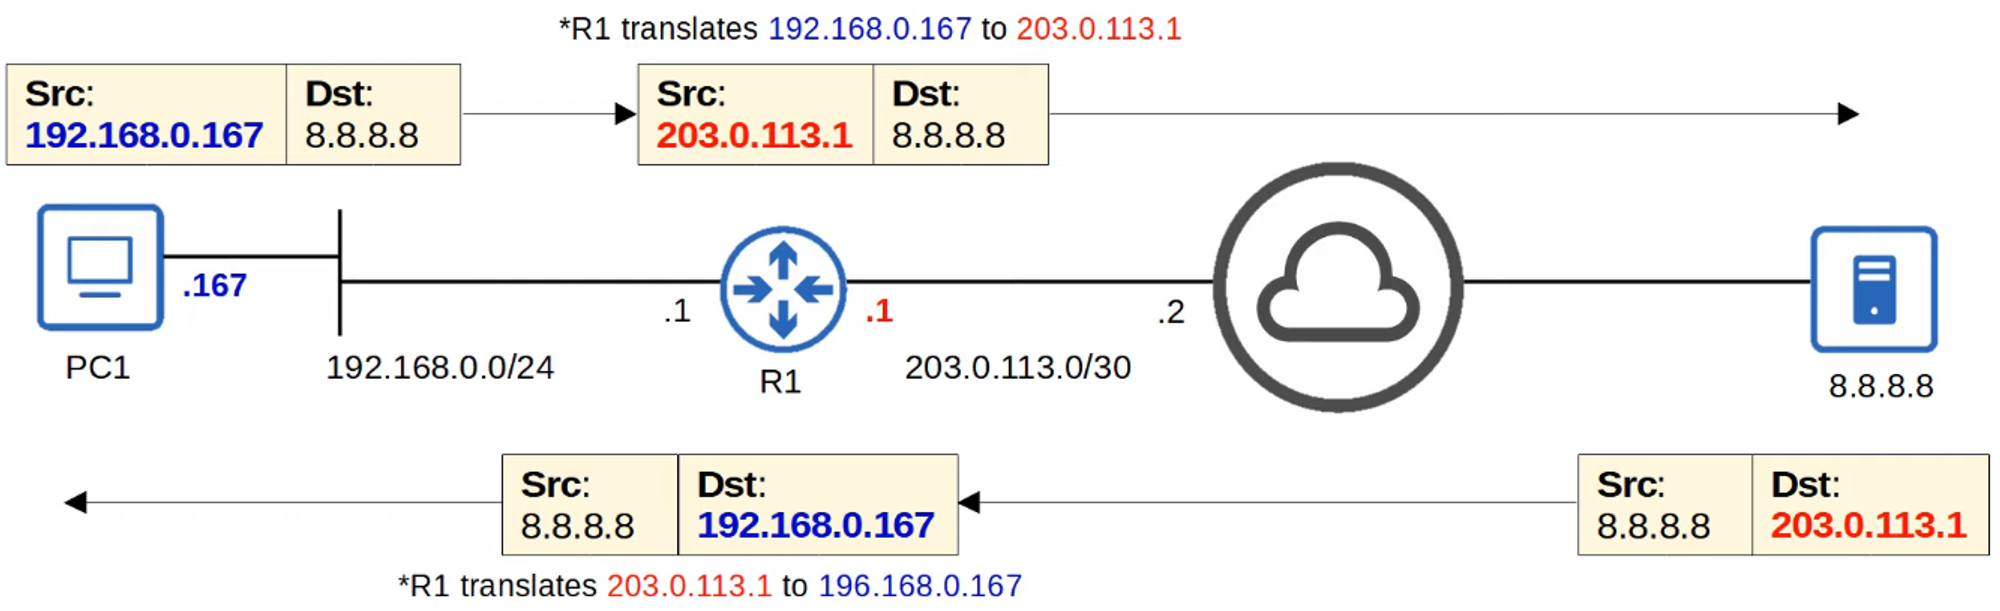 *R1 translates 192.168.0.167 to 203.0.113.1
Src:
192.168.0.167
Dst:
8.8.8.8
Src:
203.0.113.1
Dst:
8.8.8.8
.167
.1
.1
.2
PC1
192.168.0.0/24
R1
203.0.113.0/30
8.8.8.8
Src:
8.8.8.8
Dst:
192.168.0.167
Src:
8.8.8.8
Dst:
203.0.113.1
*R1 translates 203.0.113.1 to 196.168.0.167